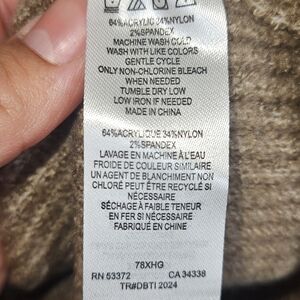 64%ACRYLIC 34%NYLON
2%SPANDEX
MACHINE WASH COLD
WASH WITH LIKE COLORS
GENTLE CYCLE
ONLY NON-CHLORINE BLEACH
WHEN NEEDED
TUMBLE DRY LOW
LOW IRON IF NEEDED
MADE IN CHINA
64%ACRYLIQUE 34%NYLON
2%SPANDEX
LAVAGE EN MACHINE À L'EAU
FROIDE DE COULEUR SIMILAIRE
UN AGENT DE BLANCHIMENT NON
CHLORÉ PEUT ÊTRE RECYCLÉ SI
NÉCESSAIRE
SÉCHAGE À FAIBLE TENEUR
EN FER SI NÉCESSAIRE
FABRIQUÉ EN CHINE
78XHG
RN 53372 CA 34338
TR#DBTI 2024